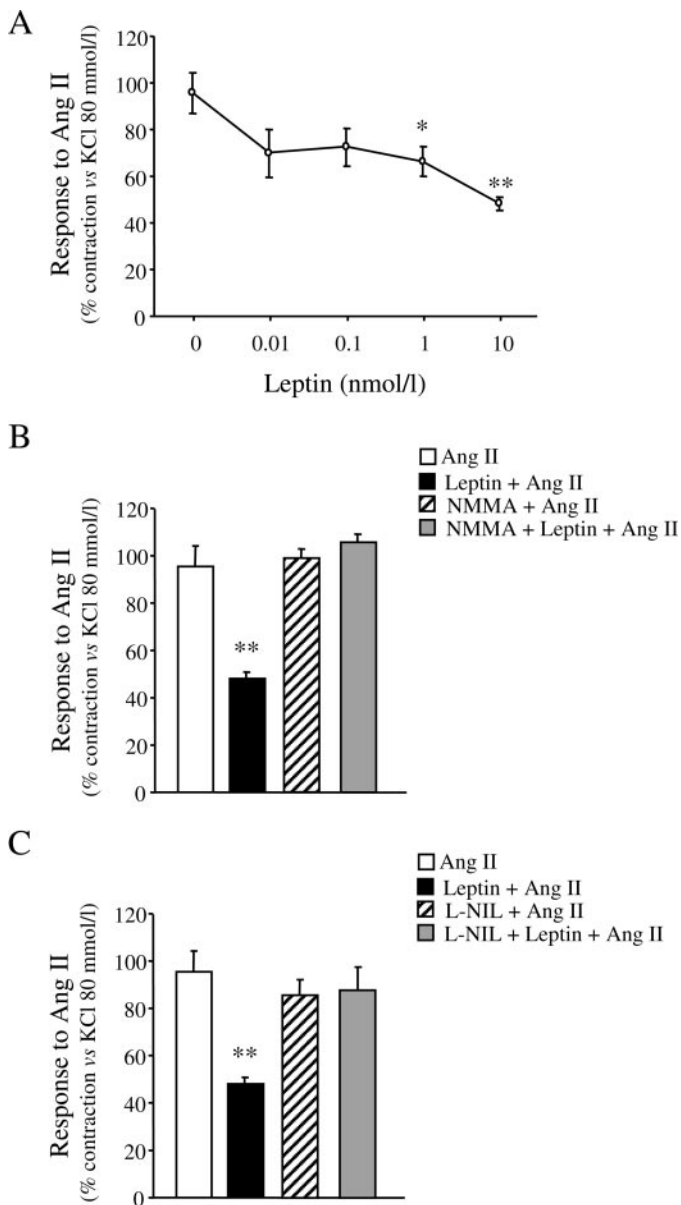 A
Response to Ang II
(% contraction vs KCl 80 mmol/l)
120
100
80
60
40
20
0
*
**
0
0.01
0.1
1
10
Leptin (nmol/l)
B
Ang II
Leptin + Ang II
NMMA + Ang II
NMMA + Leptin + Ang II
Response to Ang II
(% contraction vs KCl 80 mmol/l)
120
100
80
60
40
20
0
**
C
Ang II
Leptin + Ang II
L-NIL + Ang II
L-NIL + Leptin + Ang II
Response to Ang II
(% contraction vs KCl 80 mmol/l)
120
100
80
60
40
20
0
**